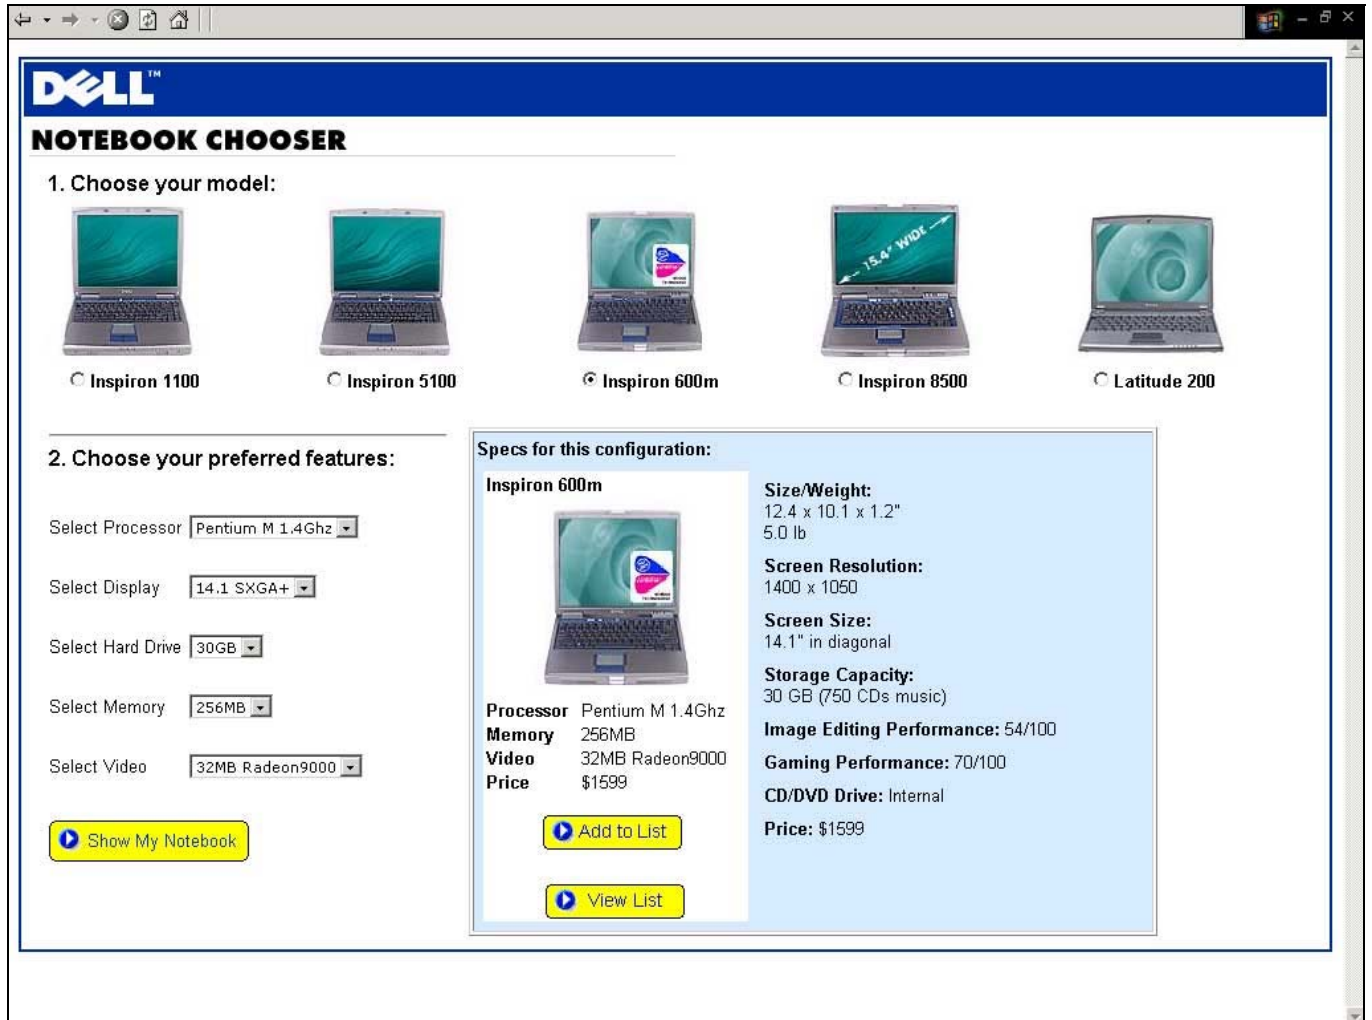 DELL™
NOTEBOOK CHOOSER
1. Choose your model:
15.4" WIDE
Inspiron 1100
Inspiron 5100
Inspiron 600m
Inspiron 8500
Latitude 200
2. Choose your preferred features:
Select Processor Pentium M 1.4Ghz
Select Display 14.1 SXGA+
Select Hard Drive 30GB
Select Memory 256MB
Select Video 32MB Radeon9000
Show My Notebook
Specs for this configuration:
Inspiron 600m
Processor Pentium M 1.4Ghz
Memory 256MB
Video 32MB Radeon9000
Price $1599
Add to List
View List
Size/Weight:
12.4 x 10.1 x 1.2"
5.0 lb
Screen Resolution:
1400 x 1050
Screen Size:
14.1" in diagonal
Storage Capacity:
30 GB (750 CDs music)
Image Editing Performance: 54/100
Gaming Performance: 70/100
CD/DVD Drive: Internal
Price: $1599